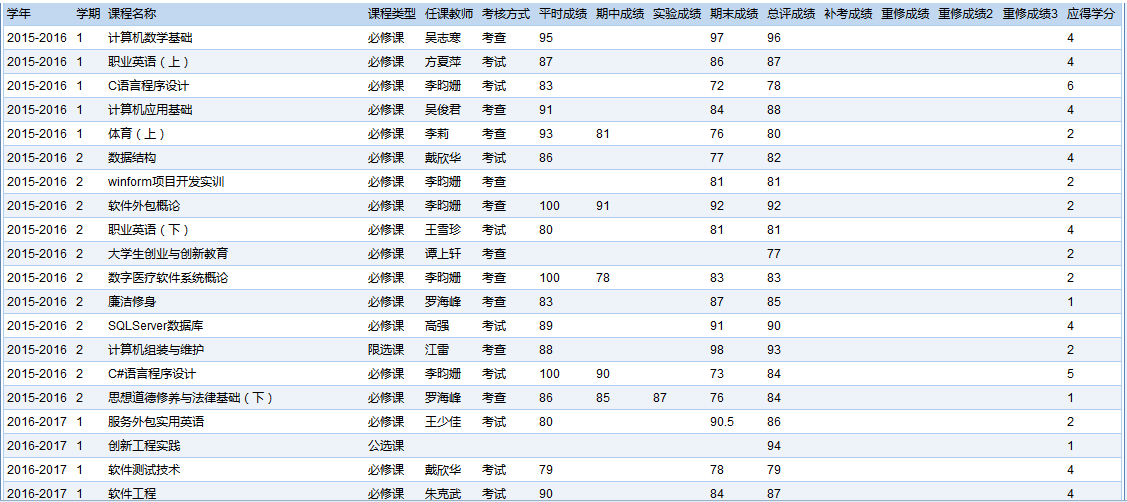 学年 学期 课程名称 课程类型 任课教师 考核方式 平时成绩 期中成绩 实验成绩 期末成绩 总评成绩 补考成绩 重修成绩 重修成绩2 重修成绩3 应得学分
2015-2016 1 计算机数学基础 必修课 吴志寒 考查 95 97 96 4
2015-2016 1 职业英语（上） 必修课 方夏萍 考试 87 86 87 4
2015-2016 1 C语言程序设计 必修课 李昀姗 考试 83 72 78 6
2015-2016 1 计算机应用基础 必修课 吴俊君 考查 91 84 88 4
2015-2016 1 体育（上） 必修课 李莉 考查 93 81 76 80 2
2015-2016 2 数据结构 必修课 戴欣华 考试 86 77 82 4
2015-2016 2 winform项目开发实训 必修课 李昀姗 考查 81 81 2
2015-2016 2 软件外包概论 必修课 李昀姗 考查 100 91 92 92 2
2015-2016 2 职业英语（下） 必修课 王雪珍 考试 80 81 81 4
2015-2016 2 大学生创业与创新教育 必修课 谭上轩 考查 77 2
2015-2016 2 数字医疗软件系统概论 必修课 李昀姗 考查 100 78 83 83 2
2015-2016 2 廉洁修身 必修课 罗海峰 考查 83 87 85 1
2015-2016 2 SQLServer数据库 必修课 高强 考试 89 91 90 4
2015-2016 2 计算机组装与维护 限选课 江雷 考查 88 98 93 2
2015-2016 2 C#语言程序设计 必修课 李昀姗 考试 100 90 73 84 5
2015-2016 2 思想道德修养与法律基础（下） 必修课 罗海峰 考查 86 85 87 76 84 1
2016-2017 1 服务外包实用英语 必修课 王少佳 考试 80 90.5 86 2
2016-2017 1 创新工程实践 公选课 94 1
2016-2017 1 软件测试技术 必修课 戴欣华 考试 79 78 79 4
2016-2017 1 软件工程 必修课 朱克武 考试 90 84 87 4